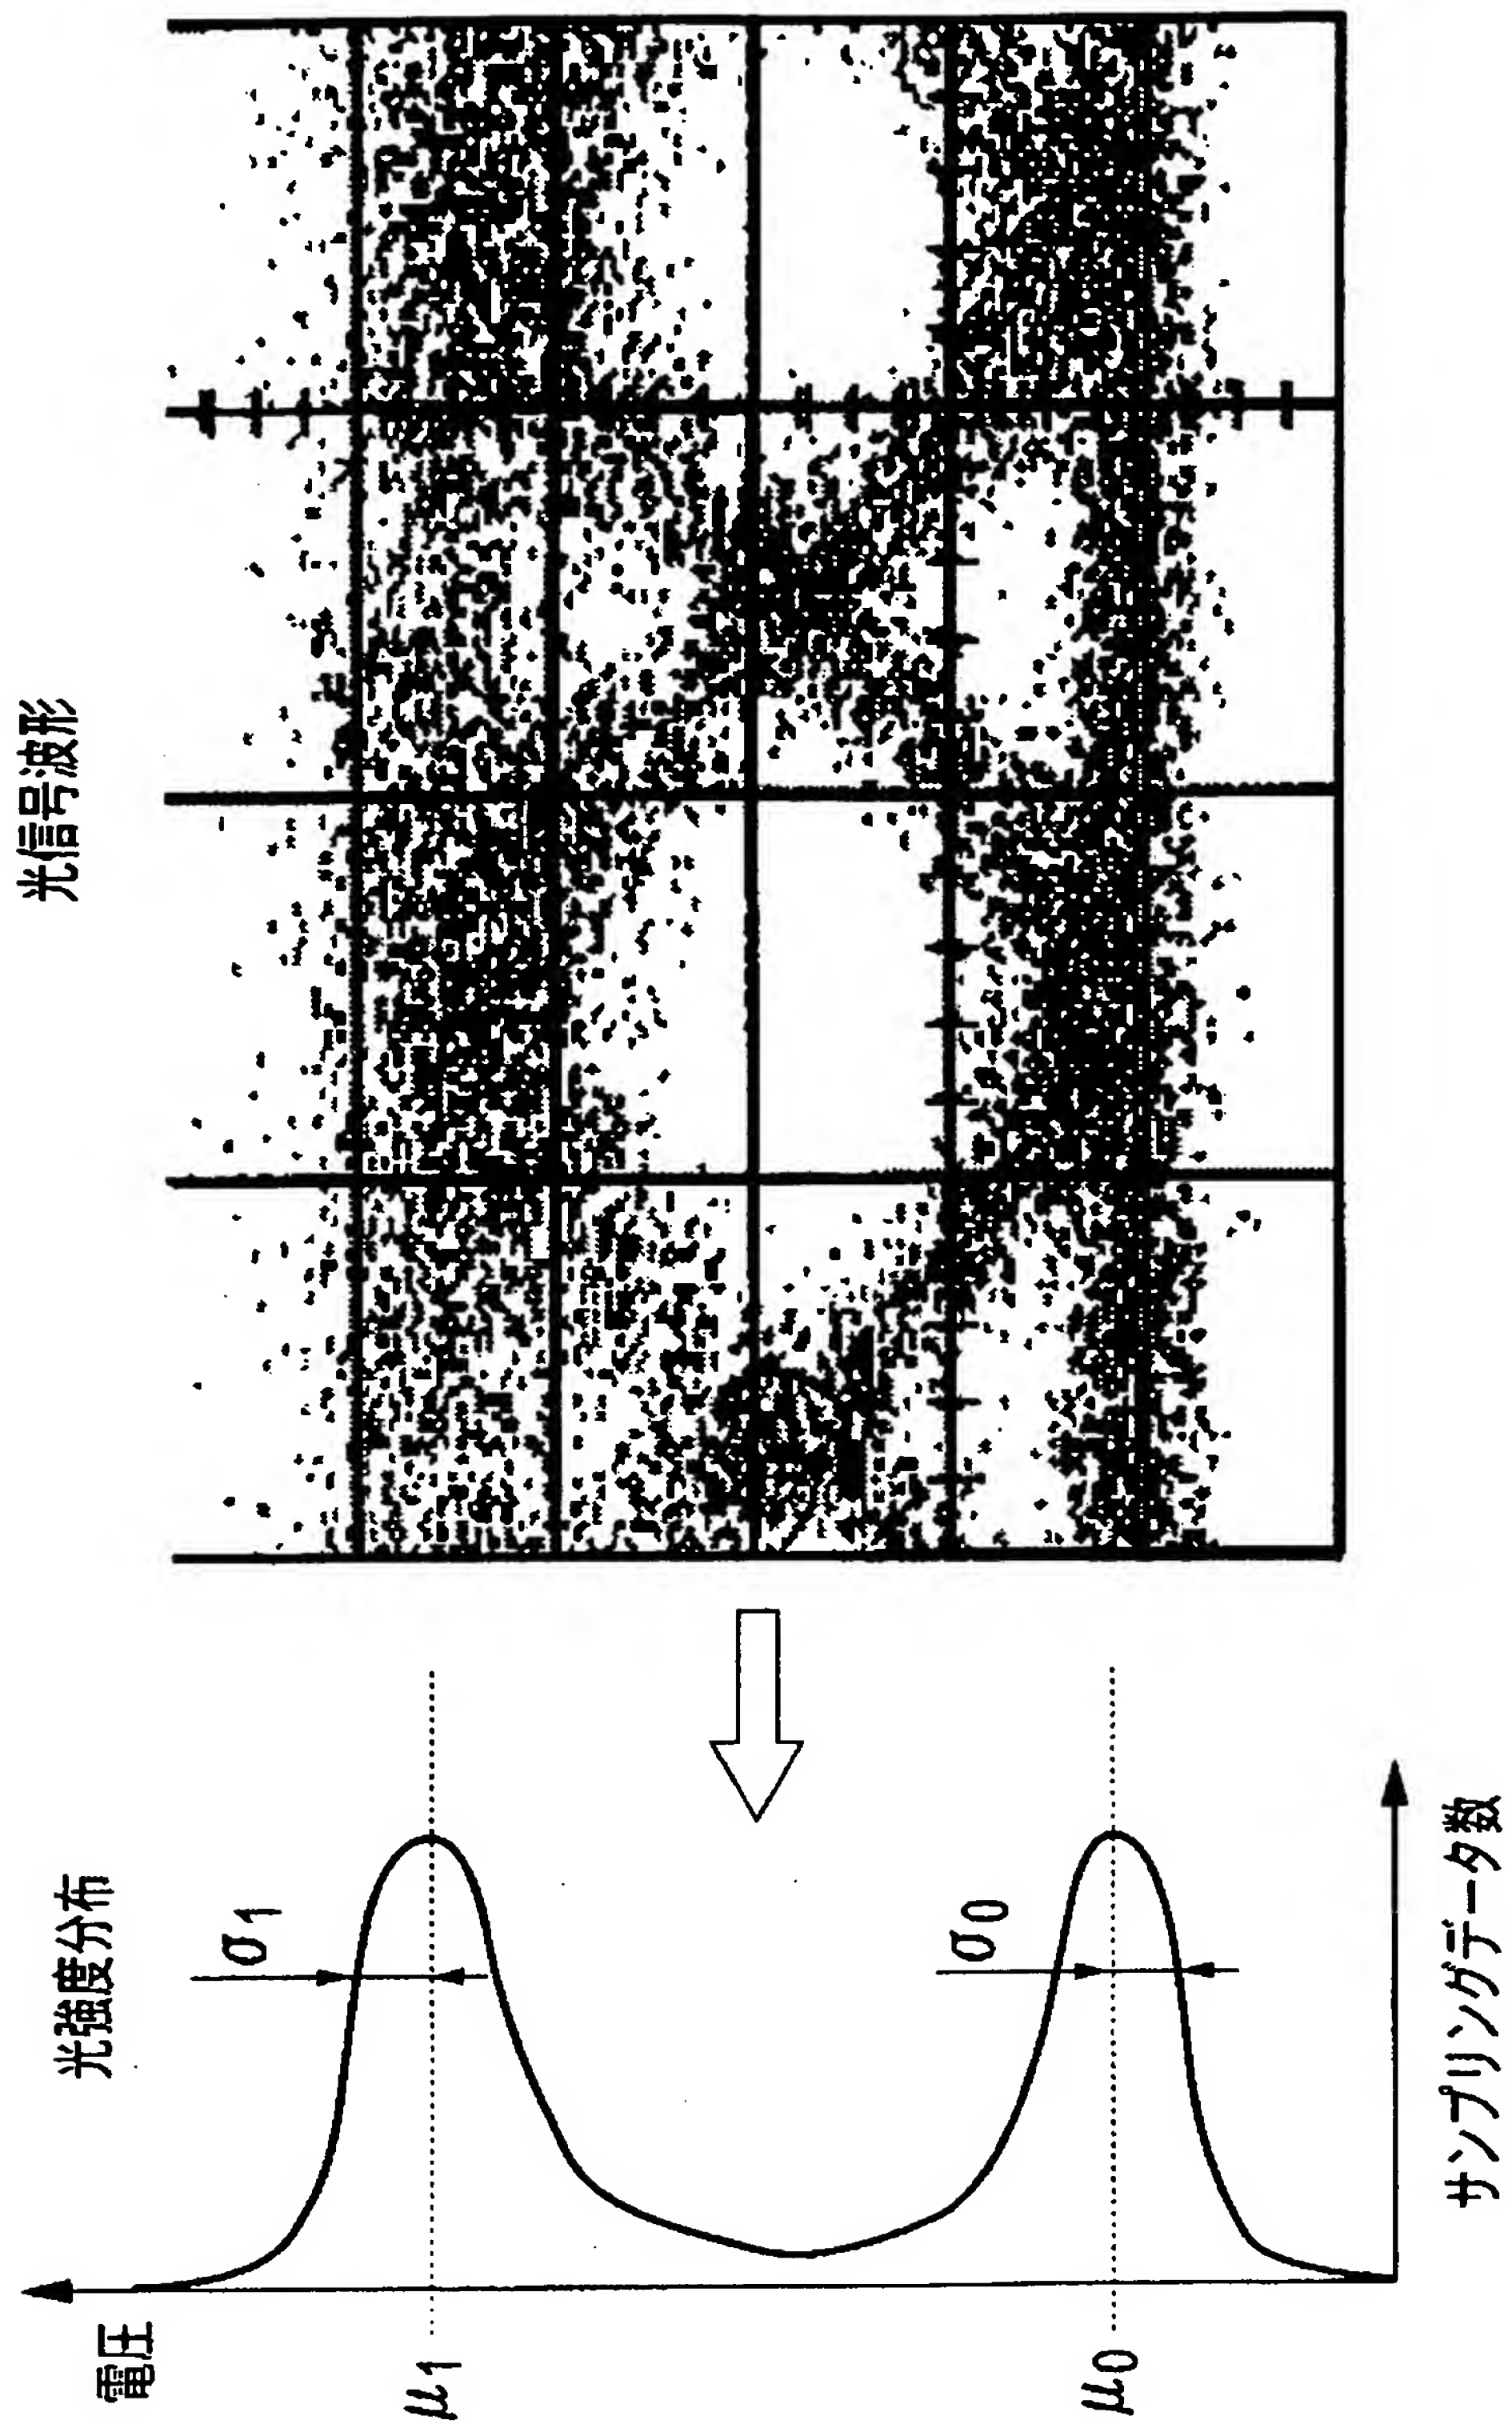 光信号波形
光強度分布
電圧
σ1
σ0
μ1
μ0
サンプリングデータ数